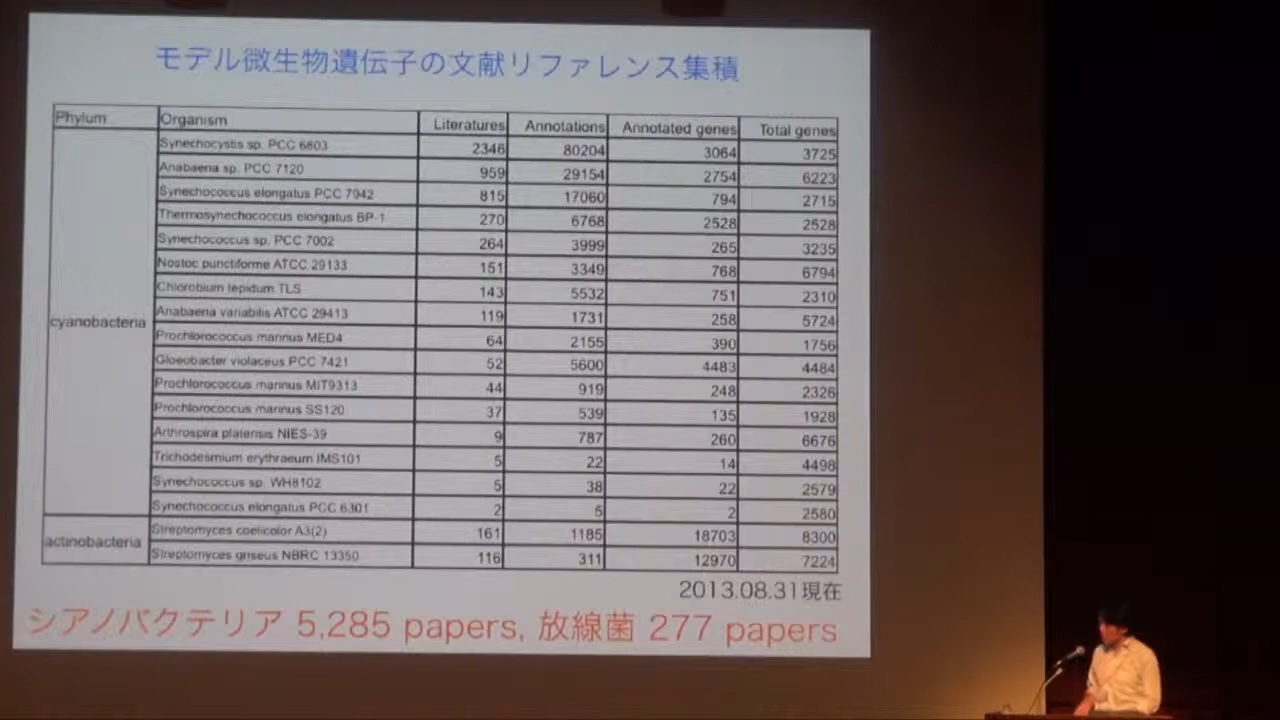 モデル微生物遺伝子の文献リファレンス集積
Phylum Organism Literatures Annotations Annotated genes Total genes
cyanobacteria
Synechocystis sp. PCC 6803 2346 80204 3064 3725
Anabaena sp. PCC 7120 959 29154 2754 6223
Synechococcus elongatus PCC 7942 815 17060 794 2715
Thermosynechococcus elongatus BP-1 270 6768 2528 2528
Synechococcus sp. PCC 7002 264 3999 265 3235
Nostoc punctiforme ATCC 29133 151 3349 768 6794
Chlorobium tepidum TLS 143 5532 751 2310
Anabaena variabilis ATCC 29413 119 1731 258 5724
Prochlorococcus marinus MED4 64 2155 390 1756
Gloeobacter violaceus PCC 7421 52 5600 4483 4484
Prochlorococcus marinus MIT9313 44 919 248 2326
Prochlorococcus marinus SS120 37 539 135 1928
Arthrospira platensis NIES-39 9 787 260 6676
Trichodesmium erythraeum IMS101 5 22 14 4498
Synechococcus sp. WH8102 5 38 22 2579
Synechococcus elongatus PCC 6301 2 5 2 2580
actinobacteria
Streptomyces coelicolor A3(2) 161 1185 18703 8300
Streptomyces griseus NBRC 13350 116 311 12970 7224
2013.08.31現在
シアノバクテリア 5,285 papers, 放線菌 277 papers